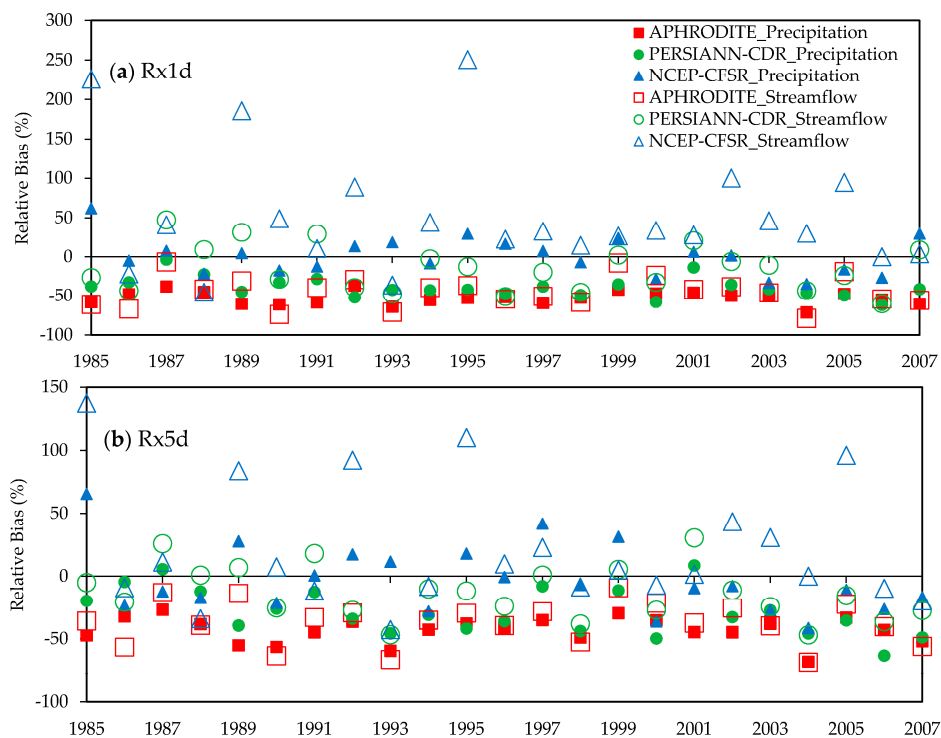 300
250
200
150
100
50
0
-50
-100
Relative Bias (%)
(a) Rx1d
APHRODITE_Precipitation
PERSIANN-CDR_Precipitation
NCEP-CFSR_Precipitation
APHRODITE_Streamflow
PERSIANN-CDR_Streamflow
NCEP-CFSR_Streamflow
1985 1987 1989 1991 1993 1995 1997 1999 2001 2003 2005 2007
150
100
50
0
-50
-100
Relative Bias (%)
(b) Rx5d
1985 1987 1989 1991 1993 1995 1997 1999 2001 2003 2005 2007